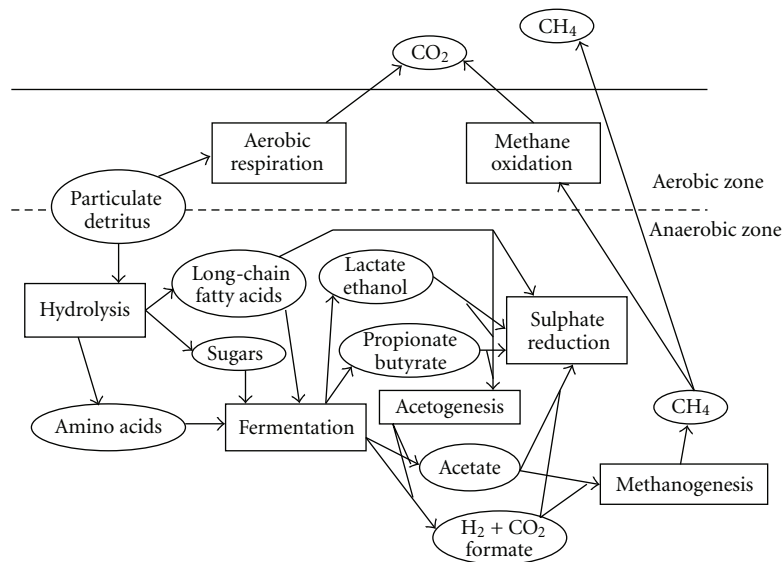 CH₄
CO₂
Aerobic
respiration
Methane
oxidation
Aerobic zone
Particulate
detritus
Anaerobic zone
Long-chain
fatty acids
Lactate
ethanol
Hydrolysis
Sulphate
reduction
Propionate
butyrate
Sugars
Amino acids
Fermentation
Acetogenesis
CH₄
Acetate
Methanogenesis
H₂ + CO₂
formate